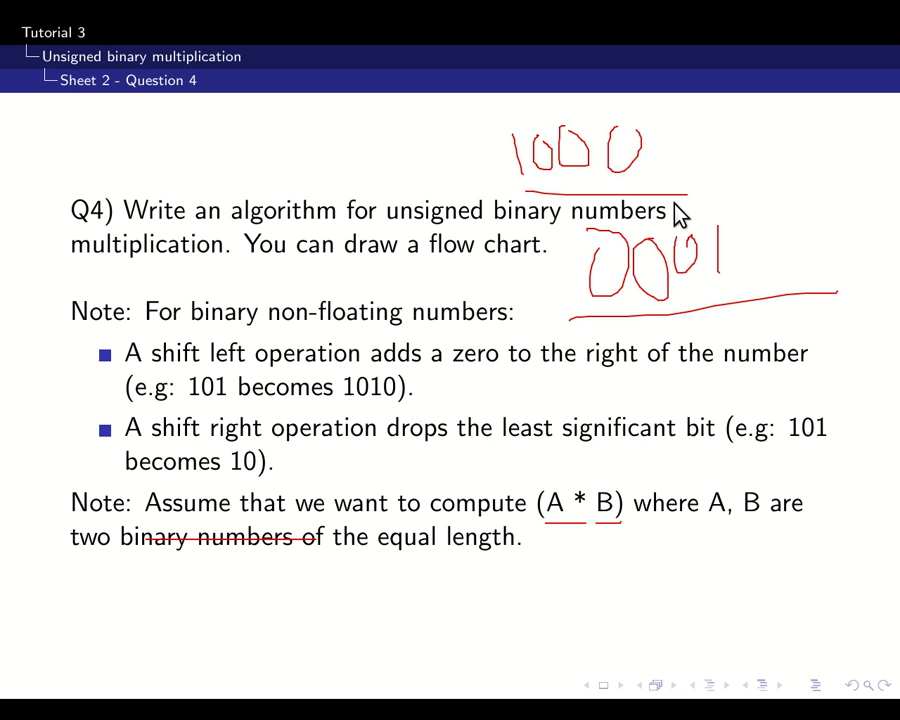 Tutorial 3
Unsigned binary multiplication
Sheet 2 - Question 4
1000
Q4) Write an algorithm for unsigned binary numbers
multiplication. You can draw a flow chart.
0001
Note: For binary non-floating numbers:
A shift left operation adds a zero to the right of the number
(e.g: 101 becomes 1010).
A shift right operation drops the least significant bit (e.g: 101
becomes 10).
Note: Assume that we want to compute (A * B) where A, B are
two binary numbers of the equal length.